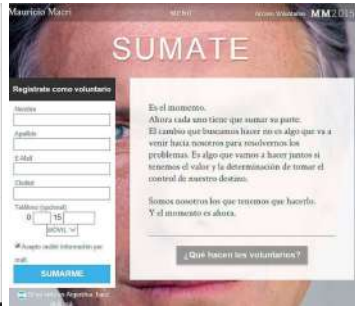 Mauricio Macri
MENÚ
MM2015
SUMATE
Registrate como voluntario
Nombre
Apellido
E-Mail
Ciudad
Teléfono (opcional)
0 15
MÓVIL
Acepto recibir información por
mail.
SUMARME
Es el momento.
Ahora cada uno tiene que sumar su parte.
El cambio que buscamos hacer no es algo que va a
venir hacia nosotros para resolvernos los
problemas. Es algo que vamos a hacer juntos si
tenemos el valor y la determinación de tomar el
control de nuestro destino.
Somos nosotros los que tenemos que hacerlo.
Y el momento es ahora.
¿Qué hacen los voluntarios?